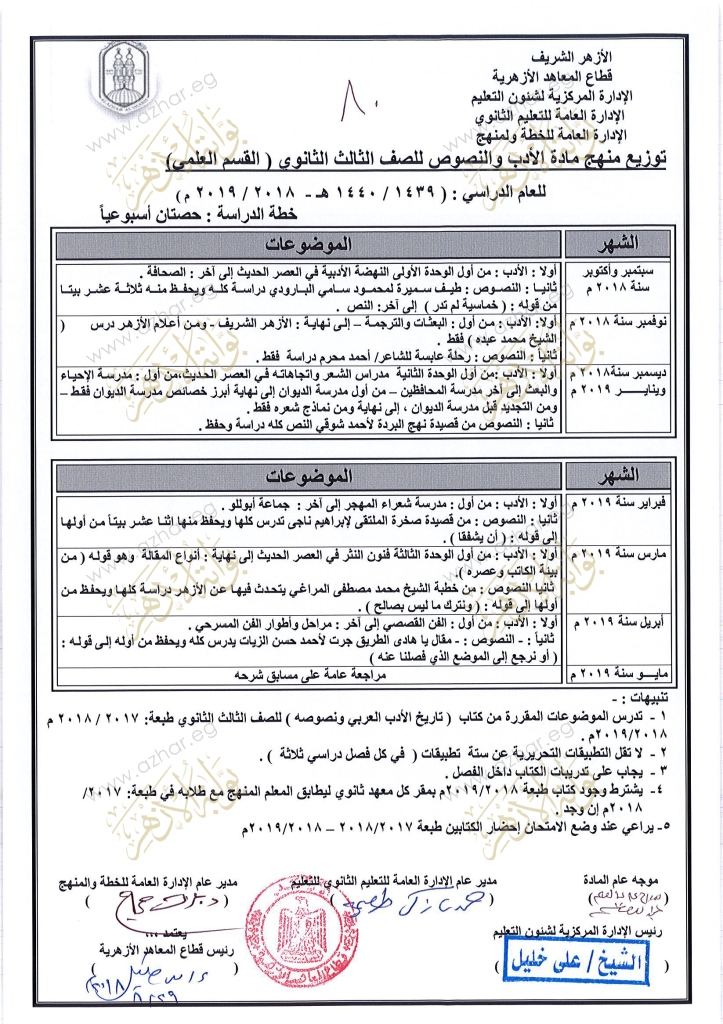 الأزهر الشريف
قطاع المعاهد الأزهرية
الإدارة المركزية لشئون التعليم
الإدارة العامة للتعليم الثانوي
الإدارة العامة للخطة ولمنهج
٨٠
توزيع منهج مادة الأدب والنصوص للصف الثالث الثانوي ( القسم العلمي)
للعام الدراسي : ( ١٤٣٩ / ١٤٤٠ هـ - ٢٠١٨ / ٢٠١٩ م )
خطة الدراسة : حصتان أسبوعياً
الشهر الموضوعات
سبتمبر وأكتوبر سنة ٢٠١٨ م
أولا : الأدب : من أول الوحدة الأولى النهضة الأدبية في العصر الحديث إلى آخر : الصحافة .
ثانيا : النصوص : طيف سميرة لمحمود سامي البارودي دراسة كله ويحفظ منه ثلاثة عشر بيتا
من قوله : ( خماسية لم تدر ) إلى آخر: النص .
نوفمبر سنة ٢٠١٨ م
أولا: الأدب : من أول : البعثات والترجمة – إلى نهاية : الأزهر الشريف - ومن أعلام الأزهر درس (
الشيخ محمد عبده ) فقط .
ثانياً : النصوص : رحلة عابسة للشاعر/ أحمد محرم دراسة فقط .
ديسمبر سنة٢٠١٨ م
وينايـر ٢٠١٩ م
أولا : الأدب :من أول الوحدة الثانية مدراس الشعر واتجاهاته في العصر الحديث،من أول : مدرسة الإحياء
والبعث إلى آخر مدرسة المحافظين – من أول مدرسة الديوان إلى نهاية أبرز خصائص مدرسة الديوان فقط –
ومن التجديد قبل مدرسة الديوان ، إلى نهاية ومن نماذج شعره فقط .
ثانيا : النصوص من قصيدة نهج البردة لأحمد شوقي النص كله دراسة وحفظ .
الشهر الموضوعات
فبراير سنة ٢٠١٩ م
أولا : الأدب : من أول : مدرسة شعراء المهجر إلى آخر : جماعة أبوللو .
ثانيا : النصوص : من قصيدة صخرة الملتقى لإبراهيم ناجى تدرس كلها ويحفظ منها إثنا عشر بيتاً من أولها
إلى قوله : ( أن يشفقا ) .
مارس سنة ٢٠١٩ م
أولا : الأدب : من أول الوحدة الثالثة فنون النثر في العصر الحديث إلى نهاية : أنواع المقالة وهو قوله ( من
بيئة الكاتب وعصره ).
ثانيا : النصوص : من خطبة الشيخ محمد مصطفى المراغي يتحدث فيها عن الأزهر دراسة كلها ويحفظ من
أولها إلى قوله : ( ونترك ما ليس بصالح ) .
أبريل سنة ٢٠١٩ م
أولا : الأدب : من أول : الفن القصصي إلى آخر : مراحل وأطوار الفن المسرحي .
ثانياً : - النصوص : - مقال يا هادى الطريق جرت لأحمد حسن الزيات يدرس كله ويحفظ من أوله إلى قوله :
( أو نرجع إلى الموضع الذي فصلنا عنه )
مايـو سنة ٢٠١٩ م
مراجعة عامة على مسابق شرحه
تنبيهات : -
١ - تدرس الموضوعات المقررة من كتاب ( تاريخ الأدب العربي ونصوصه ) للصف الثالث الثانوي طبعة: ٢٠١٧ / ٢٠١٨ م
٢٠١٩/٢٠١٨م .
٢ - لا تقل التطبيقات التحريرية عن ستة تطبيقات ( في كل فصل دراسي ثلاثة ) .
٣ - يجاب على تدريبات الكتاب داخل الفصل .
٤- يشترط وجود كتاب طبعة ٢٠١٩/٢٠١٨م بمقر كل معهد ثانوي ليطابق المعلم المنهج مع طلابه في طبعة: ٢٠١٧/
٢٠١٨م إن وجد .
٥- يراعي عند وضع الامتحان إحضار الكتابين طبعة ٢٠١٨/٢٠١٧ – ٢٠١٩/٢٠١٨م
موجه عام المادة
مدير عام الإدارة العامة للتعليم الثانوي للتعليم
مدير عام الإدارة العامة للخطة والمنهج
رئيس الإدارة المركزية لشئون التعليم
يعتمد ...
رئيس قطاع المعاهد الأزهرية
الشيخ / على خليل
www.azhar.eg
بوابة الأزهر